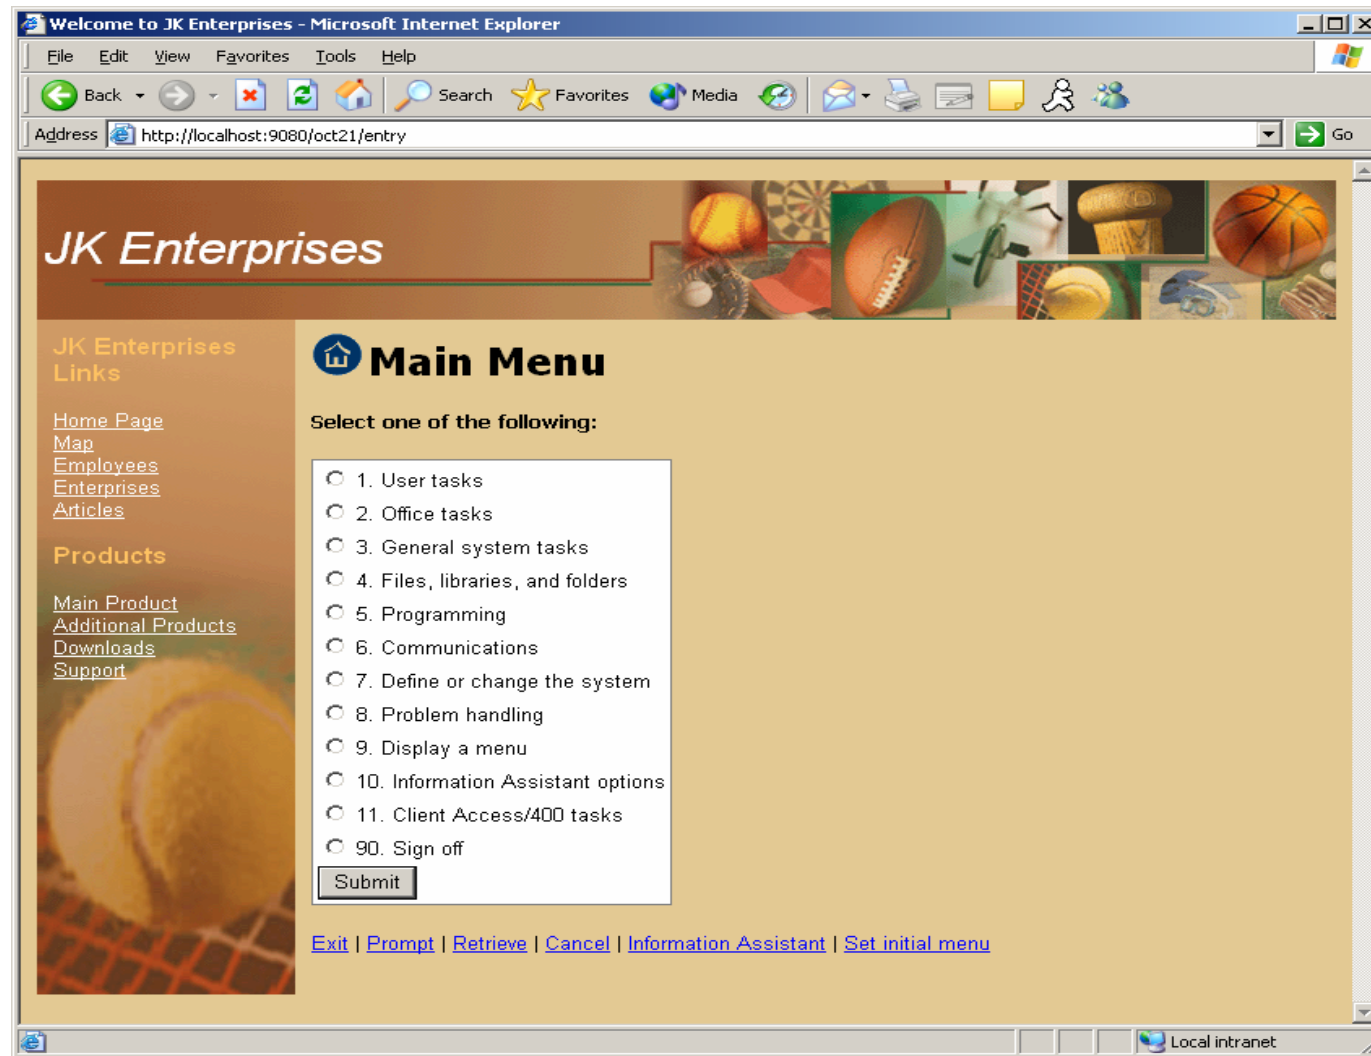 Welcome to JK Enterprises - Microsoft Internet Explorer
File Edit View Favorites Tools Help
Back Search Favorites Media
Address http://localhost:9080/oct21/entry Go
JK Enterprises
JK Enterprises
Links
Home Page
Map
Employees
Enterprises
Articles
Products
Main Product
Additional Products
Downloads
Support
Main Menu
Select one of the following:
1. User tasks
2. Office tasks
3. General system tasks
4. Files, libraries, and folders
5. Programming
6. Communications
7. Define or change the system
8. Problem handling
9. Display a menu
10. Information Assistant options
11. Client Access/400 tasks
90. Sign off
Submit
Exit | Prompt | Retrieve | Cancel | Information Assistant | Set initial menu
Local intranet